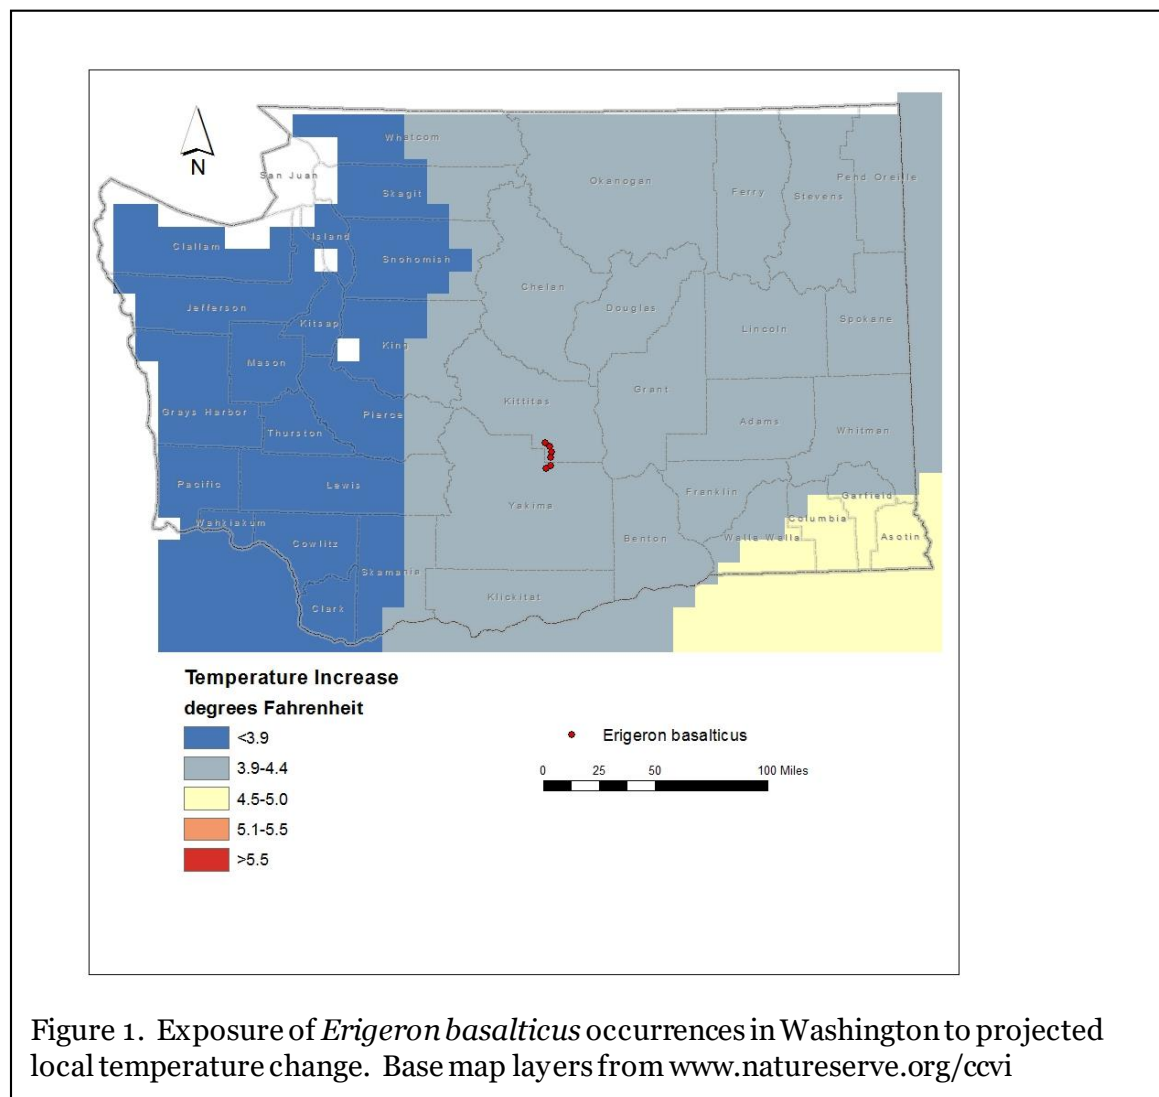 N
Whatcom
San Juan
Okanogan
Ferry
Stevens
Pend Oreille
Skagit
Island
Clallam
Snohomish
Chelan
Jefferson
Douglas
Kitsap
Lincoln
Spokane
King
Mason
Grant
Kittitas
Grays Harbor
Pierce
Adams
Whitman
Thurston
Pacific
Lewis
Franklin
Garfield
Yakima
Columbia
Wahkiakum
Walla Walla
Asotin
Benton
Cowlitz
Skamania
Klickitat
Clark
Temperature Increase
degrees Fahrenheit
<3.9
3.9-4.4
4.5-5.0
5.1-5.5
>5.5
Erigeron basalticus
0 25 50 100 Miles
Figure 1. Exposure of Erigeron basalticus occurrences in Washington to projected
local temperature change. Base map layers from www.natureserve.org/ccvi